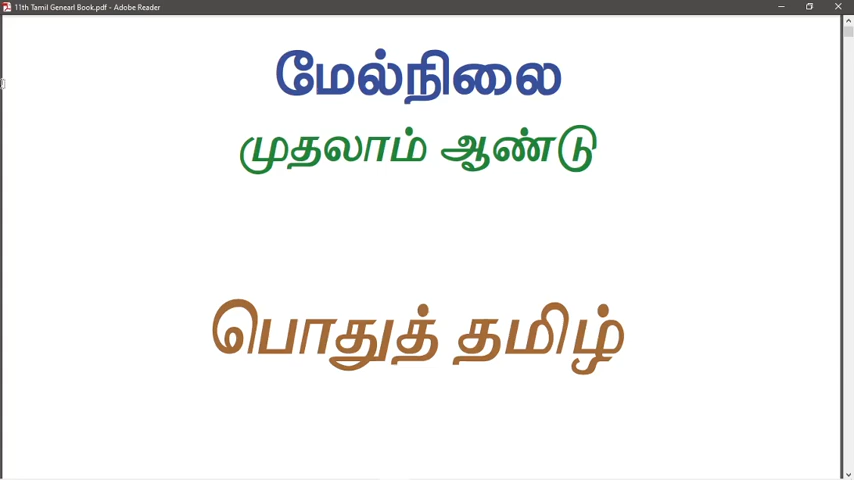 11th Tamil Genearl Book.pdf - Adobe Reader
மேல்நிலை
முதலாம் ஆண்டு
பொதுத் தமிழ்